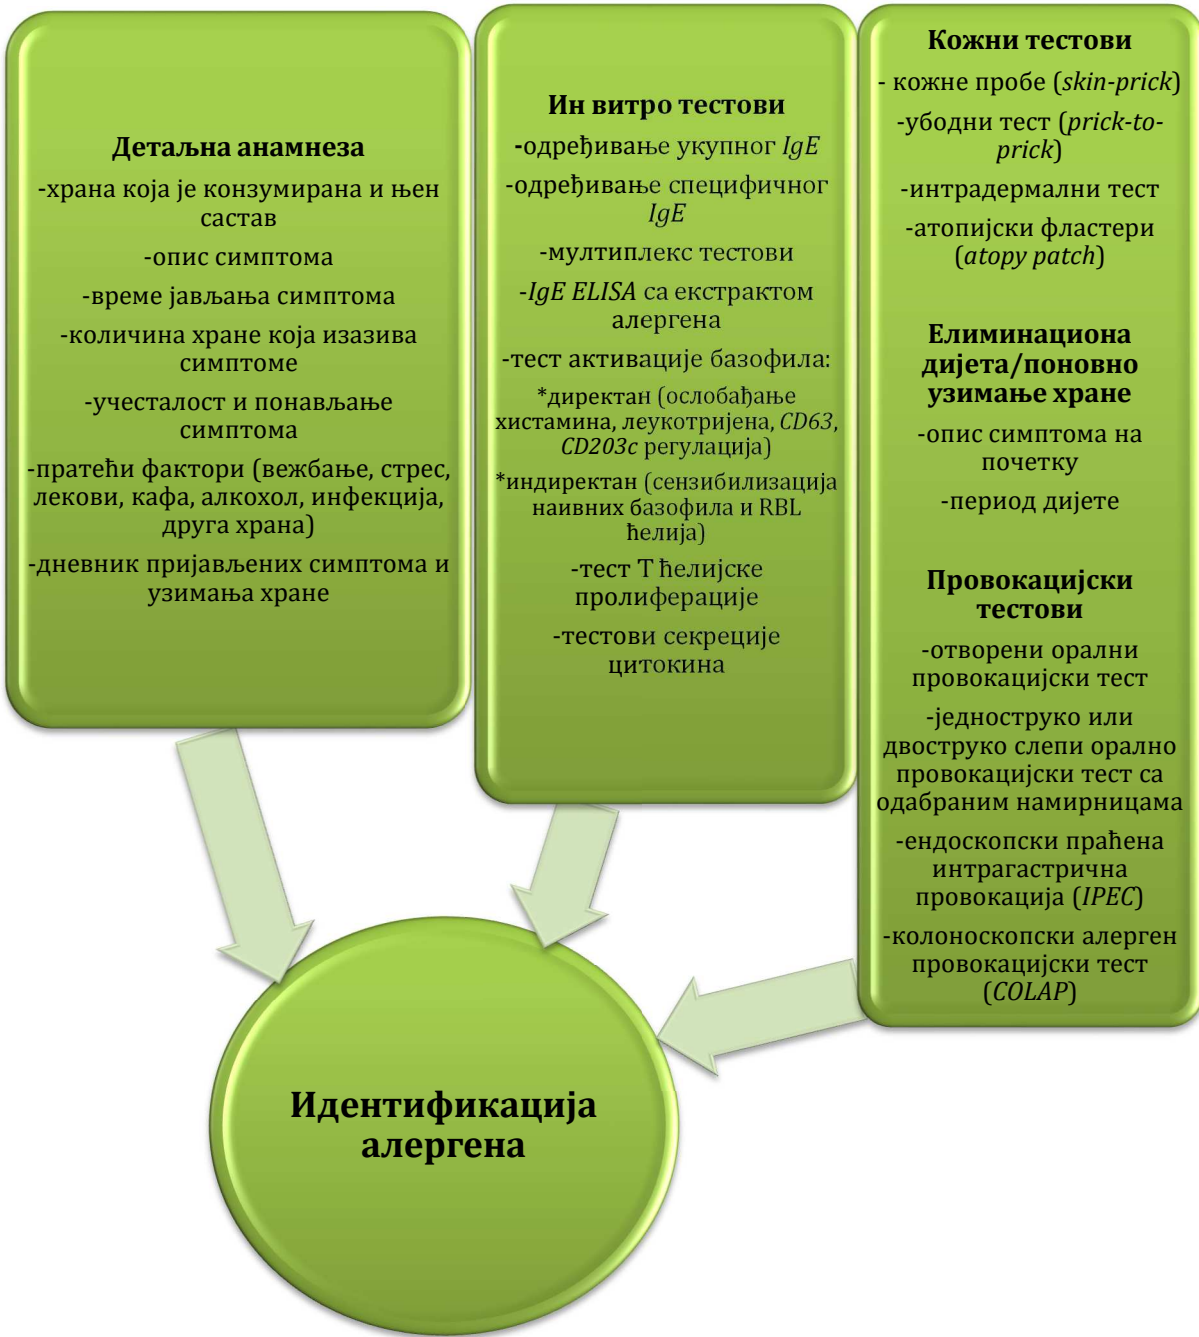 Детаљна анамнеза
-храна која је конзумирана и њен
састав
-опис симптома
-време јављања симптома
-количина хране која изазива
симптоме
-учесталост и понављање
симптома
-пратећи фактори (вежбање, стрес,
лекови, кафа, алкохол, инфекција,
друга храна)
-дневник пријављених симптома и
узимања хране
Ин витро тестови
-одређивање укупног IgE
-одређивање специфичног
IgE
-мултиплекс тестови
-IgE ELISA са екстрактом
алергена
-тест активације базофила:
*директан (ослобађање
хистамина, леукотријена, CD63,
CD203c регулација)
*индиректан (сензибилизација
наивних базофила и RBL
ћелија)
-тест Т ћелијске
пролиферације
-тестови секреције
цитокина
Кожни тестови
- кожне пробе (skin-prick)
-убодни тест (prick-to-
prick)
-интрадермални тест
-атопијски фластери
(atopy patch)
Елиминациона
дијета/поновно
узимање хране
-опис симптома на
почетку
-период дијете
Провокацијски
тестови
-отворени орални
провокацијски тест
-једноструко или
двоструко слепи орално
провокацијски тест са
одабраним намирницама
-ендоскопски праћена
интрагастрична
провокација (IPEC)
-колоноскопски алерген
провокацијски тест
(COLAP)
Идентификација
алергена